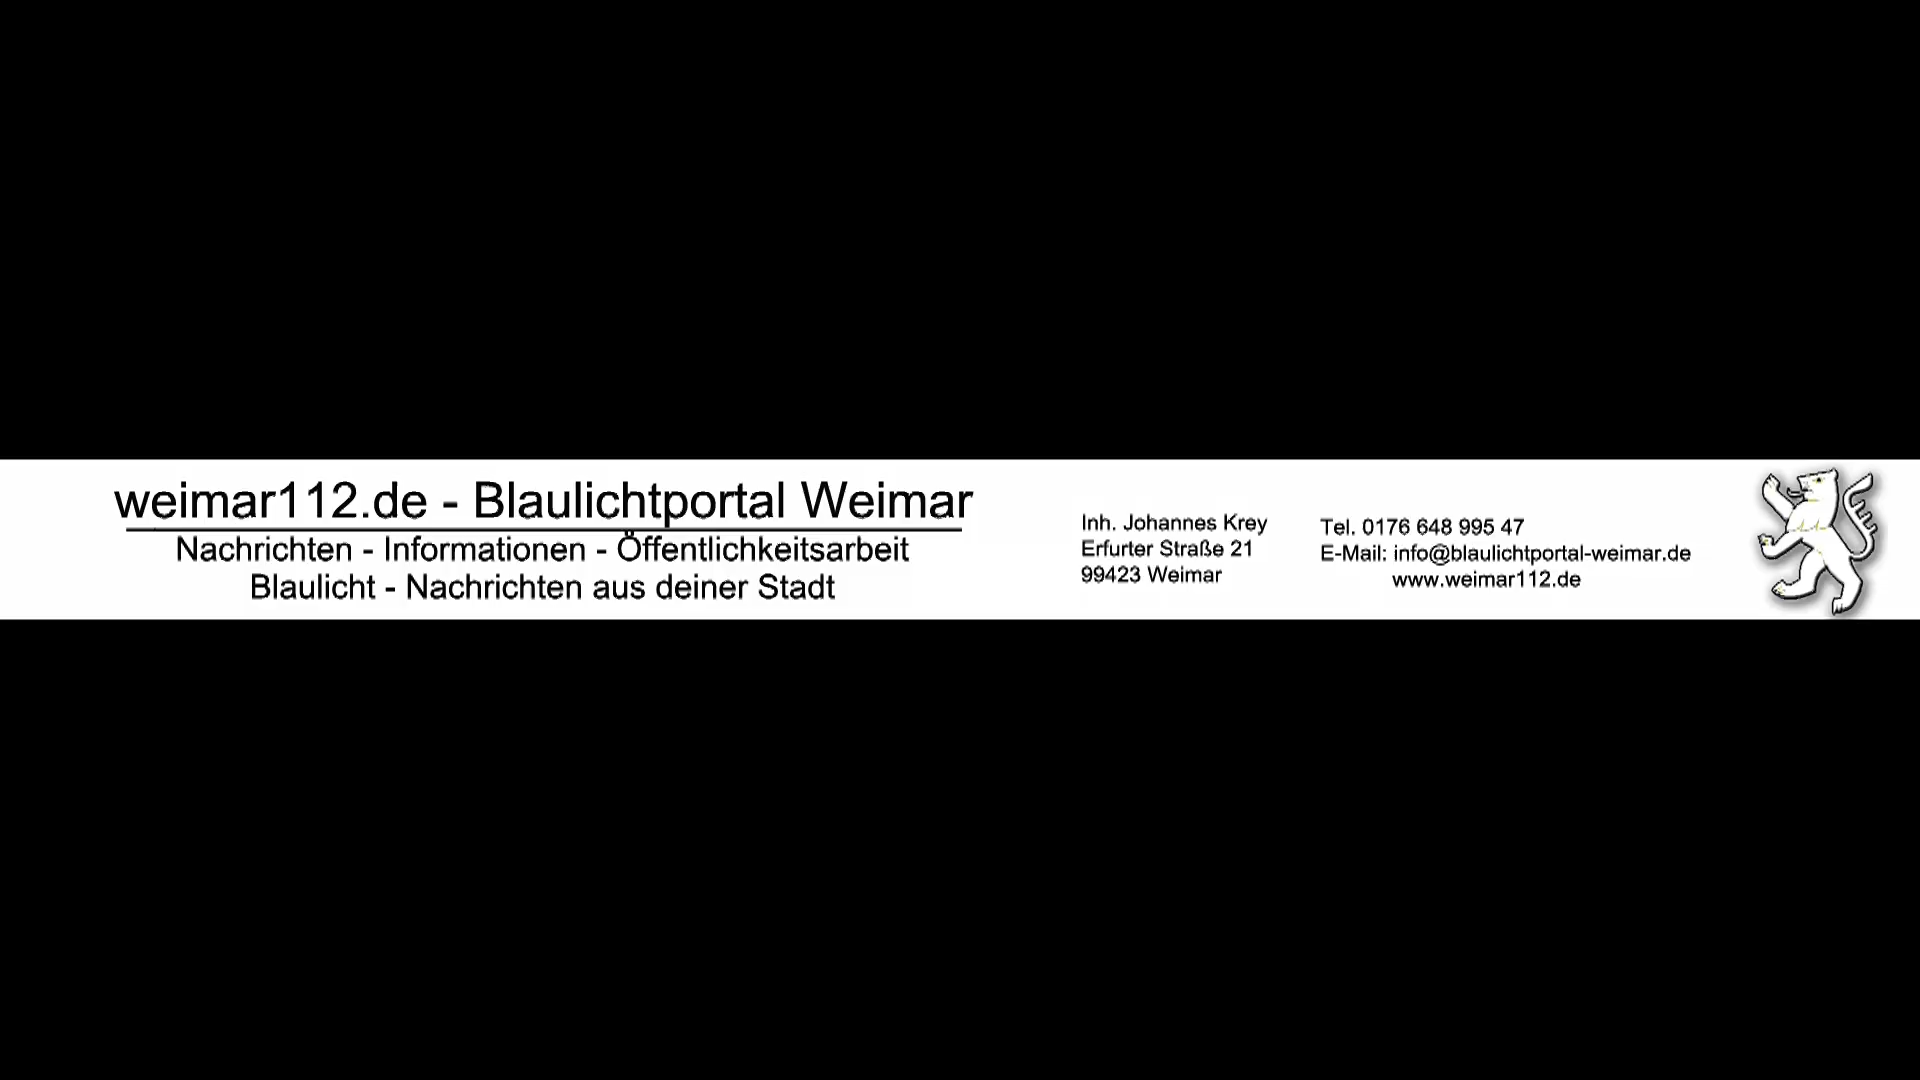 weimar112.de - Blaulichtportal Weimar
Nachrichten - Informationen - Öffentlichkeitsarbeit
Blaulicht - Nachrichten aus deiner Stadt
Inh. Johannes Krey
Erfurter Straße 21
99423 Weimar
Tel. 0176 648 995 47
E-Mail: info@blaulichtportal-weimar.de
www.weimar112.de